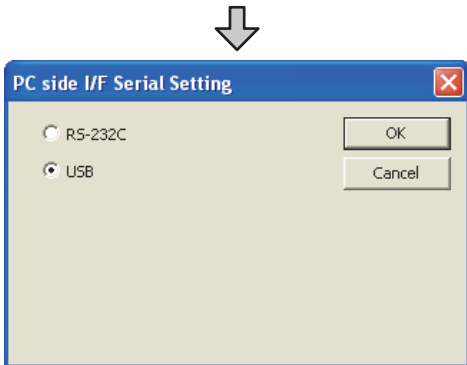 PC side I/F Serial Setting
RS-232C
OK
USB
Cancel